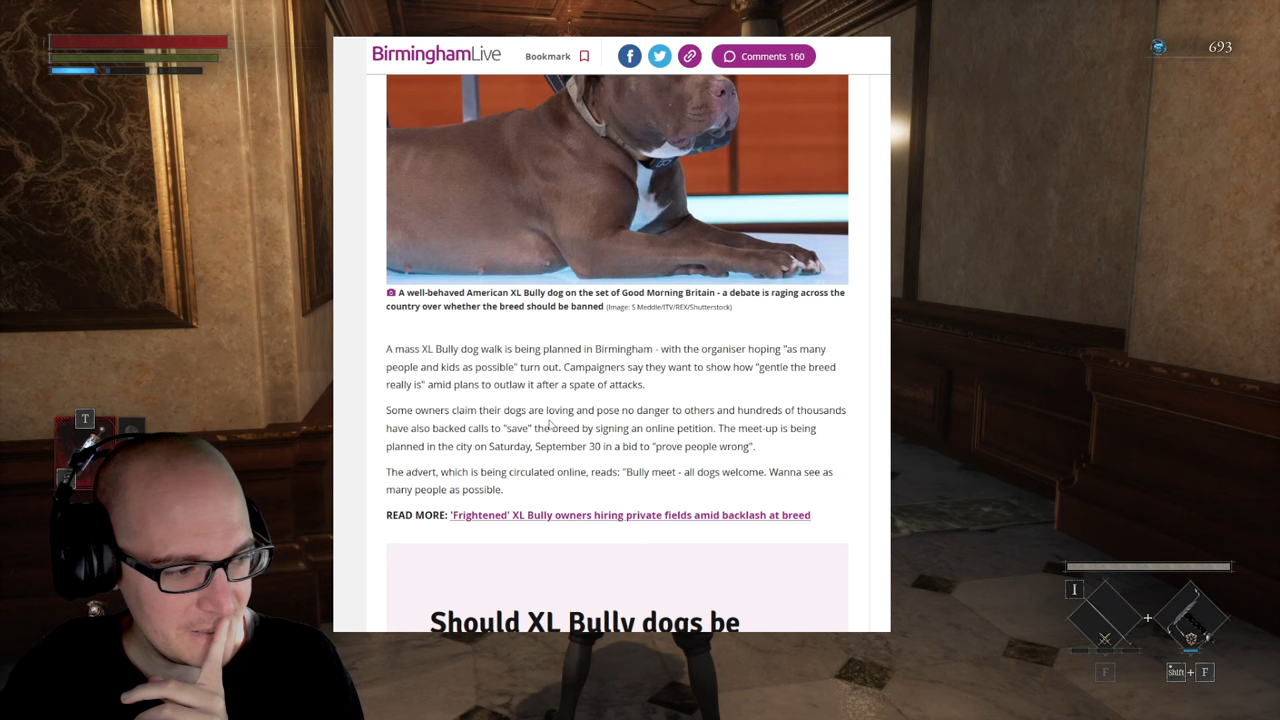 BirminghamLive
Bookmark
Comments 160
693
A well-behaved American XL Bully dog on the set of Good Morning Britain - a debate is raging across the
country over whether the breed should be banned (Image: S Meddle/ITV/REX/Shutterstock)
A mass XL Bully dog walk is being planned in Birmingham - with the organiser hoping "as many
people and kids as possible" turn out. Campaigners say they want to show how "gentle the breed
really is" amid plans to outlaw it after a spate of attacks.
Some owners claim their dogs are loving and pose no danger to others and hundreds of thousands
have also backed calls to "save" the breed by signing an online petition. The meet-up is being
planned in the city on Saturday, September 30 in a bid to "prove people wrong".
The advert, which is being circulated online, reads: "Bully meet - all dogs welcome. Wanna see as
many people as possible.
READ MORE: 'Frightened' XL Bully owners hiring private fields amid backlash at breed
Should XL Bully dogs be
T
I
F
Shift + F